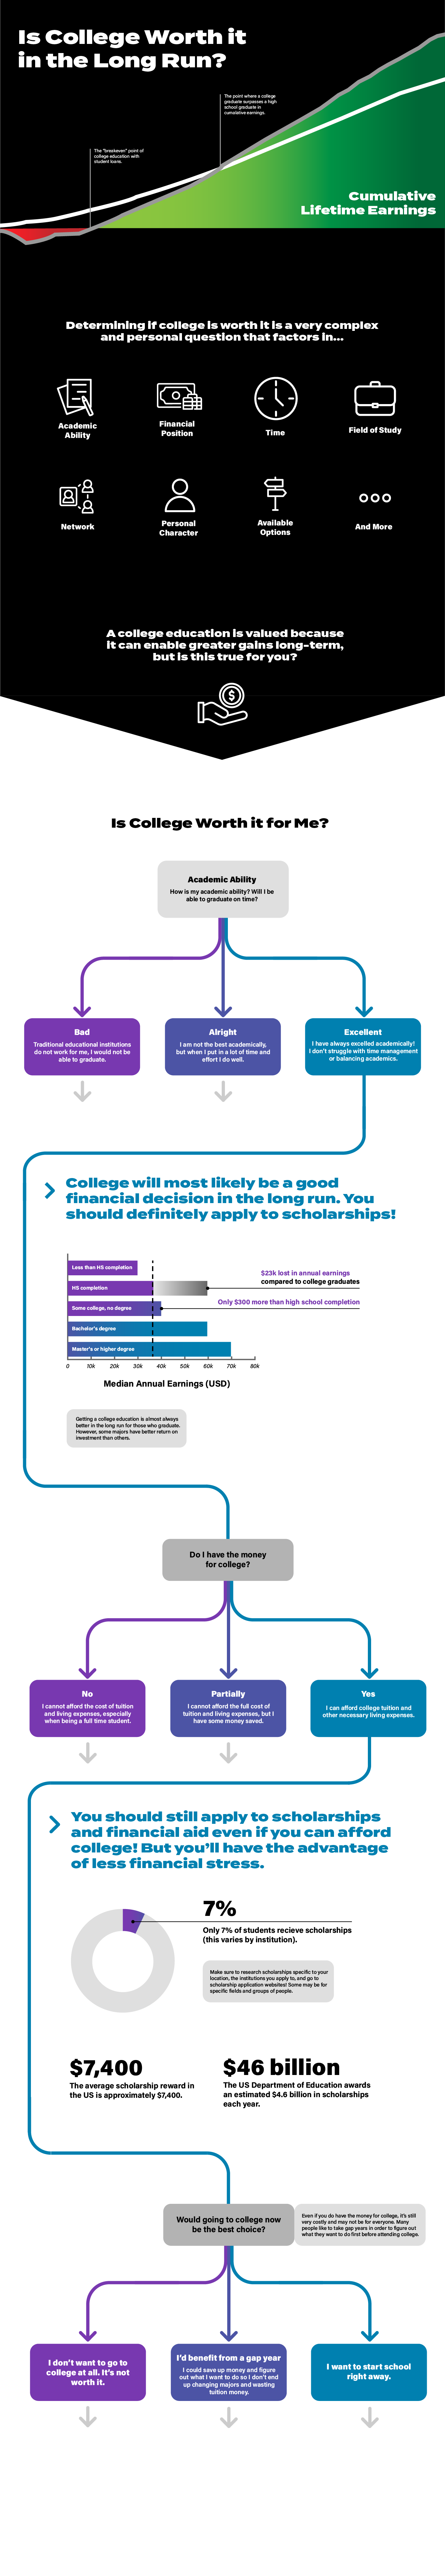 Is College Worth it
in the Long Run?
The point where a college
graduate surpasses a high
school graduate in
cumulative earnings.
The "breakeven" point of
college education with
student loans.
Cumulative
Lifetime Earnings
Determining if college is worth it is a very complex
and personal question that factors in...
Academic
Ability
Financial
Position
Time
Field of Study
Network
Personal
Character
Available
Options
And More
A college education is valued because
it can enable greater gains long-term,
but is this true for you?
$
Is College Worth it for Me?
Academic Ability
How is my academic ability? Will I be
able to graduate on time?
Bad
Traditional educational institutions
do not work for me, I would not be
able to graduate.
Alright
I am not the best academically,
but when I put in a lot of time and
effort I do well.
Excellent
I have always excelled academically!
I don't struggle with time management
or balancing academics.
College will most likely be a good
financial decision in the long run. You
should definitely apply to scholarships!
Less than HS completion
HS completion
Some college, no degree
Bachelor's degree
Master's or higher degree
$23k lost in annual earnings
compared to college graduates
Only $300 more than high school completion
0 10k 20k 30k 40k 50k 60k 70k 80k
Median Annual Earnings (USD)
Getting a college education is almost always
better in the long run for those who graduate.
However, some majors have better return on
investment than others.
Do I have the money
for college?
No
I cannot afford the cost of tuition
and living expenses, especially
when being a full time student.
Partially
I cannot afford the full cost of
tuition and living expenses, but I
have some money saved.
Yes
I can afford college tuition and
other necessary living expenses.
You should still apply to scholarships
and financial aid even if you can afford
college! But you'll have the advantage
of less financial stress.
7%
Only 7% of students recieve scholarships
(this varies by institution).
Make sure to research scholarships specific to your
location, the institutions you apply to, and go to
scholarship application websites! Some may be for
specific fields and groups of people.
$7,400
The average scholarship reward in
the US is approximately $7,400.
$46 billion
The US Department of Education awards
an estimated $4.6 billion in scholarships
each year.
Would going to college now
be the best choice?
Even if you do have the money for college, it's still
very costly and may not be for everyone. Many
people like to take gap years in order to figure out
what they want to do first before attending college.
I don't want to go to
college at all. It's not
worth it.
I'd benefit from a gap year
I could save up money and figure
out what I want to do so I don't end
up changing majors and wasting
tuition money.
I want to start school
right away.